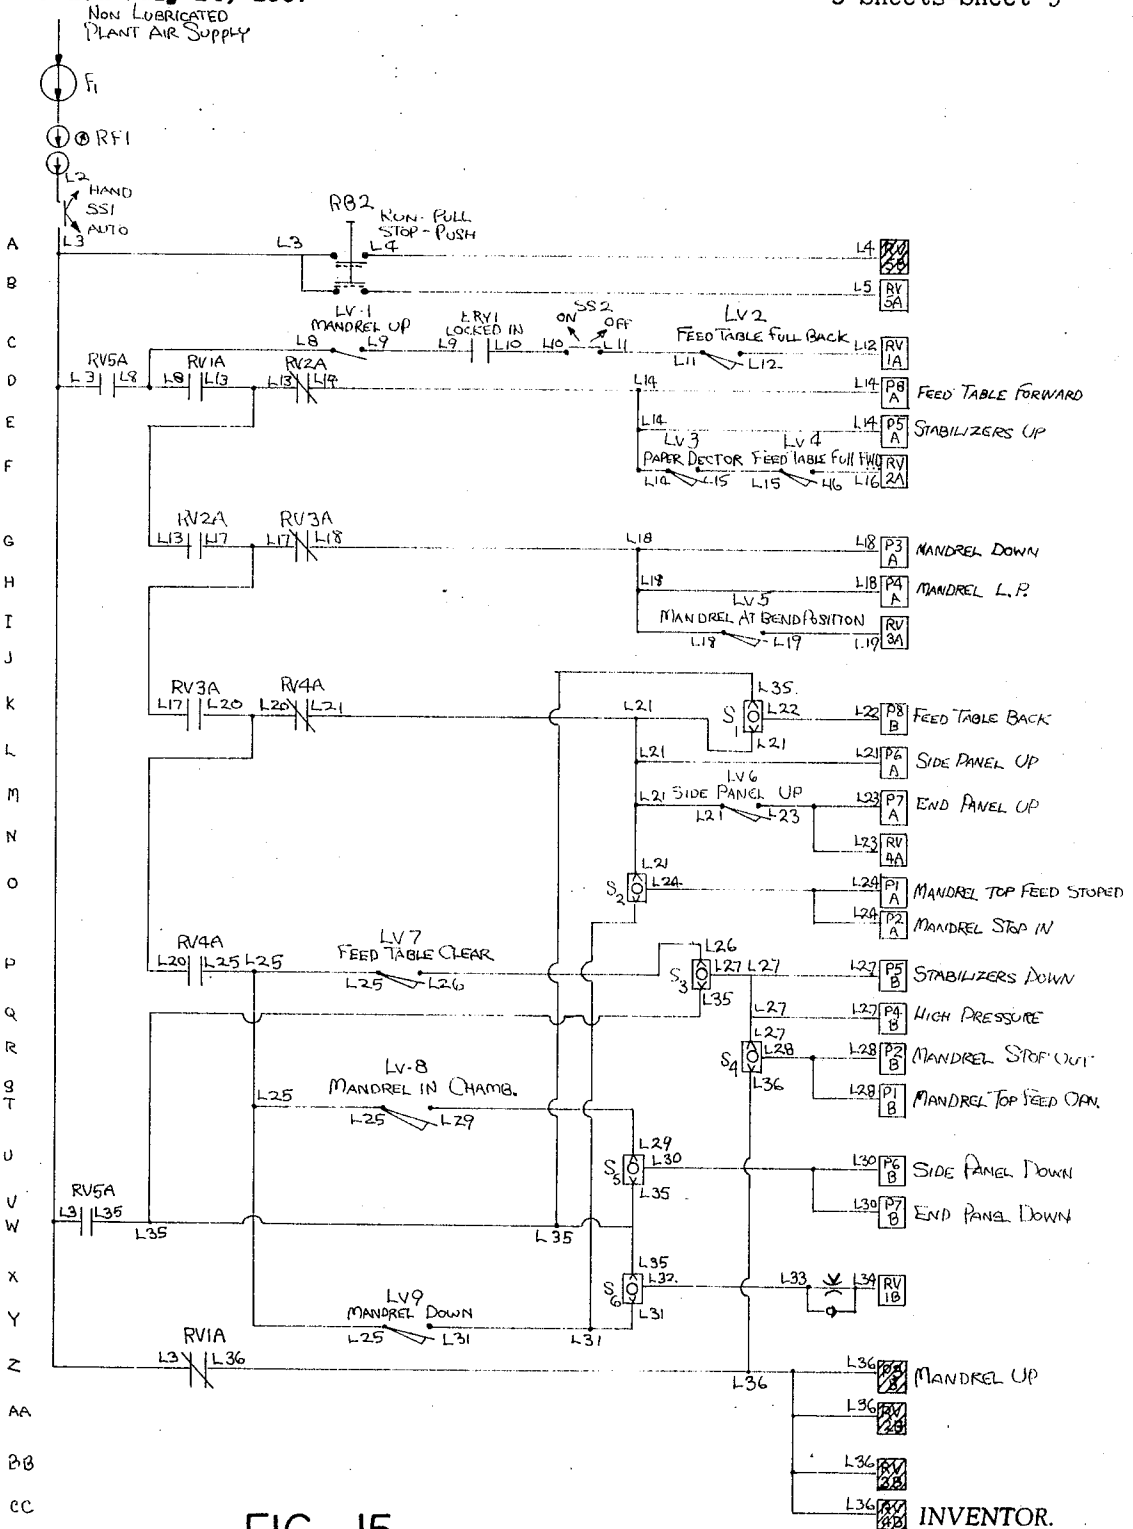 5 Sheets-Sheet 5
NON LUBRICATED
PLANT AIR SUPPLY
F1
RF1
L2
HAND
SS1
AUTO
L3
RB2
RUN-PULL
STOP-PUSH
A
L3
L4
L4
B
L5
RV
5A
LV-1
MANDREL UP
LOCKED IN
SS2
ON
OFF
LV2
FEED TABLE FULL BACK
C
L8
L9
L9
L10
L10
L11
L11
L12
L12
RV
1A
RV5A
RV1A
RV2A
D
L3
L8
L8
L13
L13
L14
L14
L14
P8
A
FEED TABLE FORWARD
E
L14
L14
P5
A
STABILIZERS UP
LV3
LV4
PAPER DECTOR
FEED TABLE FULL FWD
F
L14
L15
L15
L16
L16
RV
2A
RV2A
RV3A
G
L13
L17
L17
L18
L18
L18
P3
A
MANDREL DOWN
H
L18
L18
P4
A
MANDREL L.P.
LV5
I
MANDREL AT BEND POSITION
L18
L19
L19
RV
3A
J
RV3A
RV4A
L35
K
L17
L20
L20
L21
L21
S1
L22
L22
P8
B
FEED TABLE BACK
L21
L
L21
L21
P6
A
SIDE PANEL UP
LV6
M
L21
SIDE PANEL UP
L21
L23
L23
P7
A
END PANEL UP
N
L23
RV
4A
L21
O
S2
L24
L24
P1
A
MANDREL TOP FEED STOPED
L24
P2
A
MANDREL STOP IN
RV4A
LV7
FEED TABLE CLEAR
L26
P
L20
L25
L25
L25
L26
S3
L27
L27
L27
P5
B
STABILIZERS DOWN
L35
Q
L27
L27
P4
B
HIGH PRESSURE
L27
R
S4
L28
L28
P2
B
MANDREL STOP OUT
LV-8
L36
S
MANDREL IN CHAMB.
T
L25
L25
L29
L28
P1
B
MANDREL TOP FEED OPN.
L29
U
S5
L30
L30
P6
B
SIDE PANEL DOWN
L35
RV5A
V
L30
P7
B
END PANEL DOWN
W
L3
L35
L35
L35
L35
X
S6
L32
L33
L34
RV
1B
LV9
L31
Y
MANDREL DOWN
L25
L31
L31
RV1A
Z
L3
L36
L36
L36
MANDREL UP
AA
L36
BB
L36
CC
L36
FIG. 15
INVENTOR.